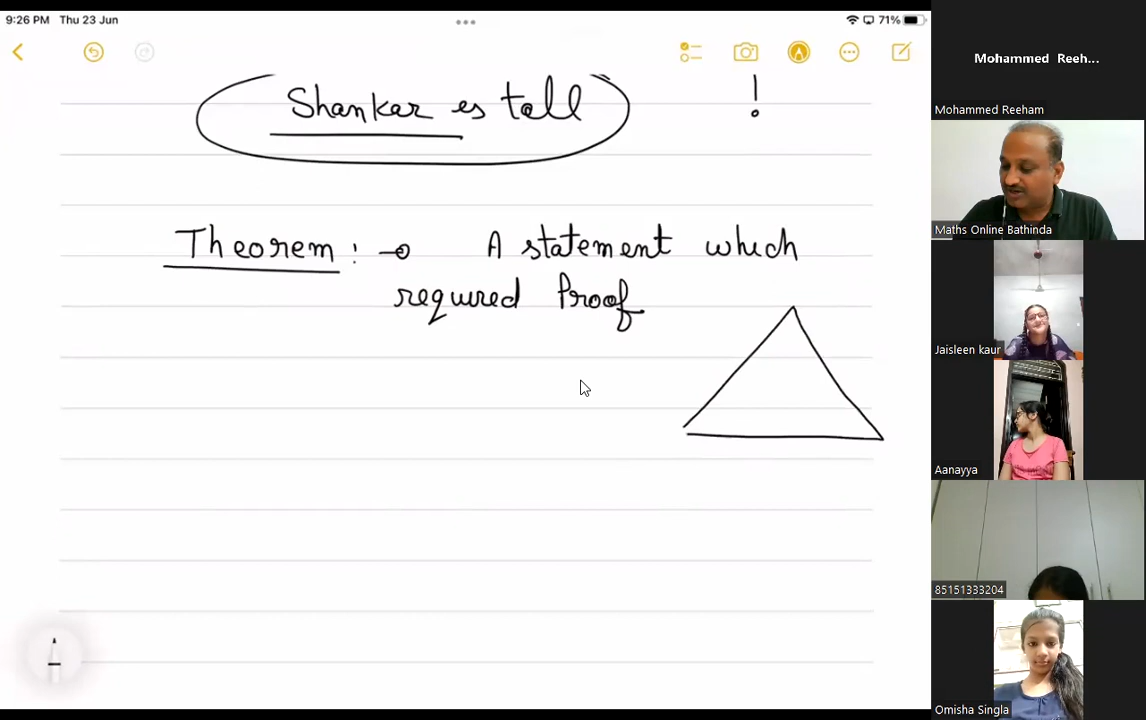 9:26 PM Thu 23 Jun
71%
Shankar is tall !
Theorem : → A statement which
required Proof
Mohammed Reeh...
Mohammed Reeham
Maths Online Bathinda
Jaisleen kaur
Aanayya
85151333204
Omisha Singla